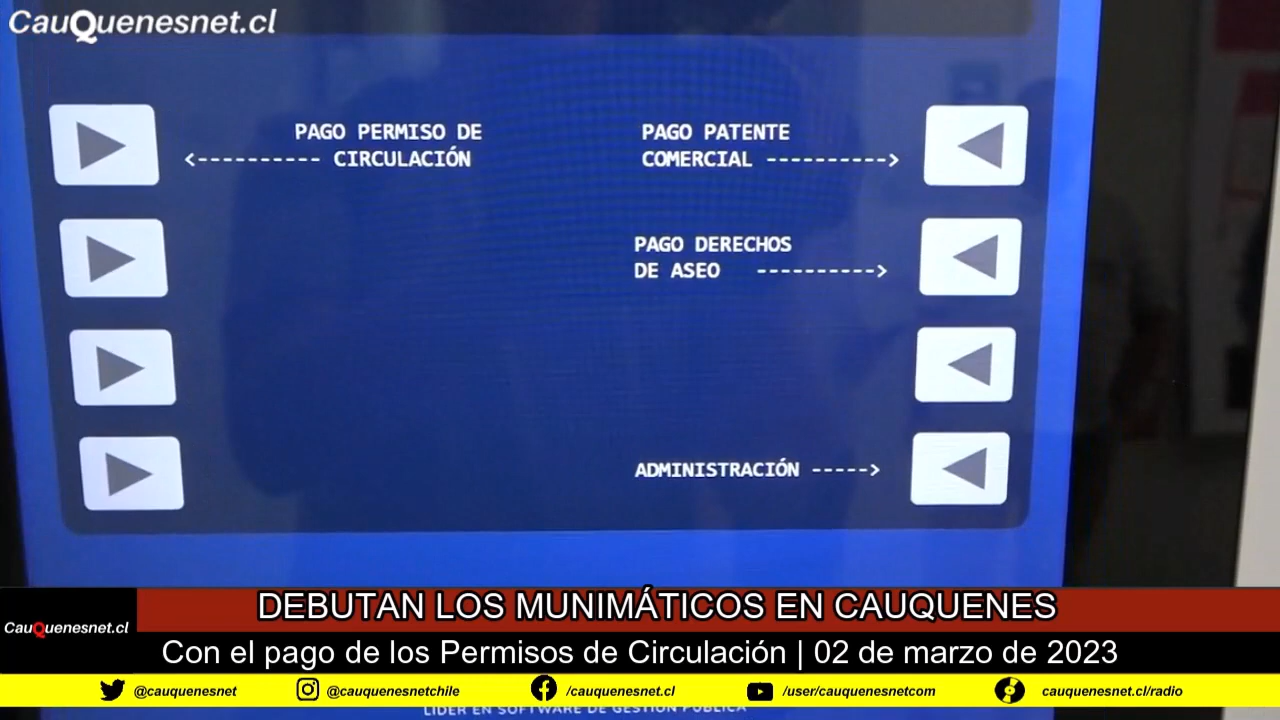 CauQuenesnet.cl
PAGO PERMISO DE
<---------- CIRCULACIÓN
PAGO PATENTE
COMERCIAL ---------->
PAGO DERECHOS
DE ASEO ---------->
ADMINISTRACIÓN ----->
DEBUTAN LOS MUNIMÁTICOS EN CAUQUENES
CauQuenesnet.cl
Con el pago de los Permisos de Circulación | 02 de marzo de 2023
@cauquenesnet
@cauquenesnetchile
/cauquenesnet.cl
/user/cauquenesnetcom
cauquenesnet.cl/radio
LÍDER EN SOFTWARE DE GESTIÓN PÚBLICA